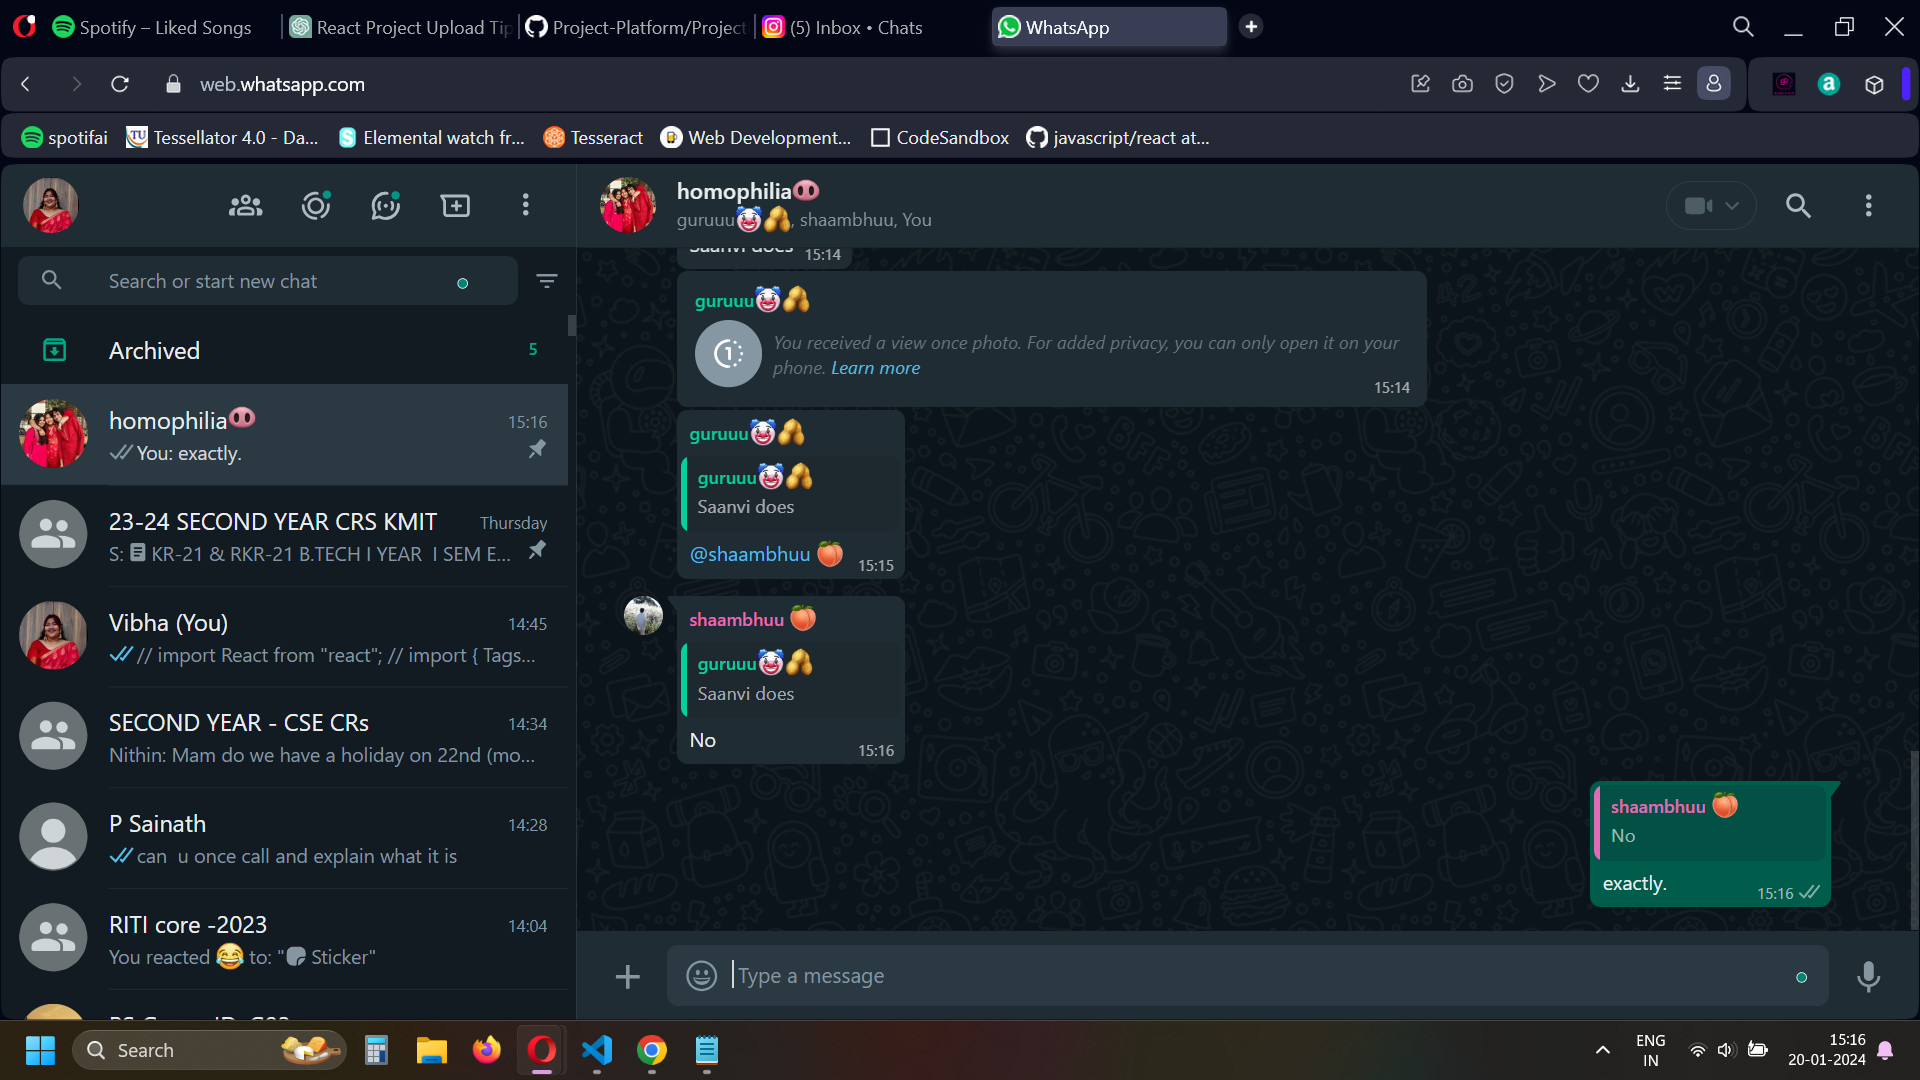 Spotify – Liked Songs
React Project Upload Tip
Project-Platform/Project
(5) Inbox • Chats
WhatsApp
web.whatsapp.com
spotifai
TU
Tessellator 4.0 - Da...
Elemental watch fr...
Tesseract
Web Development...
CodeSandbox
javascript/react at...
Search or start new chat
Archived
5
homophilia🐽
15:16
You: exactly.
23-24 SECOND YEAR CRS KMIT
Thursday
S: KR-21 & RKR-21 B.TECH I YEAR I SEM E...
Vibha (You)
14:45
// import React from "react"; // import { Tags...
SECOND YEAR - CSE CRs
14:34
Nithin: Mam do we have a holiday on 22nd (mo...
P Sainath
14:28
can u once call and explain what it is
RITI core -2023
14:04
You reacted 😂 to: "Sticker"
homophilia🐽
guruuu🤡🥜, shaambhuu, You
Saanvi does
15:14
guruuu🤡🥜
You received a view once photo. For added privacy, you can only open it on your
phone. Learn more
15:14
guruuu🤡🥜
guruuu🤡🥜
Saanvi does
@shaambhuu 🍑
15:15
shaambhuu 🍑
guruuu🤡🥜
Saanvi does
No
15:16
shaambhuu 🍑
No
exactly.
15:16
Type a message
Search
ENG
IN
15:16
20-01-2024